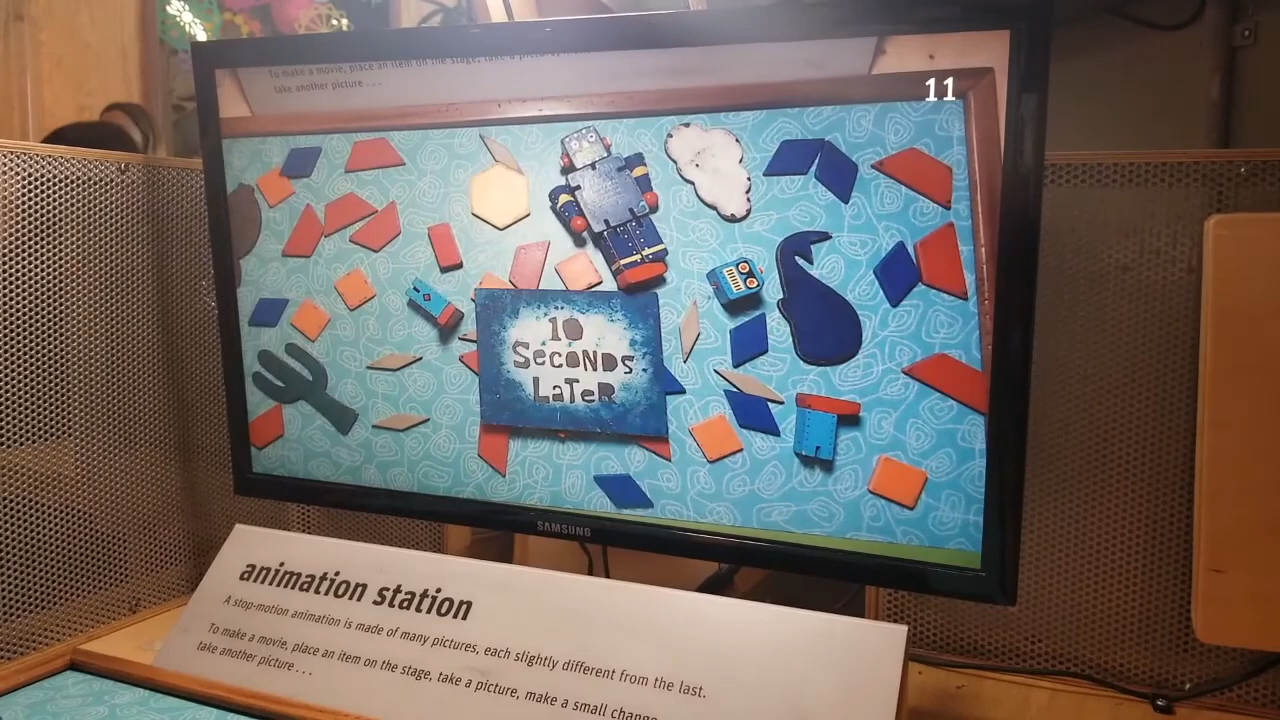 To make a movie, place an item on the stage, take a picture,
take another picture . . .
11
10
SeCONDS
LaTeR
SAMSUNG
animation station
A stop-motion animation is made of many pictures, each slightly different from the last.
To make a movie, place an item on the stage, take a picture, make a small change,
take another picture . . .